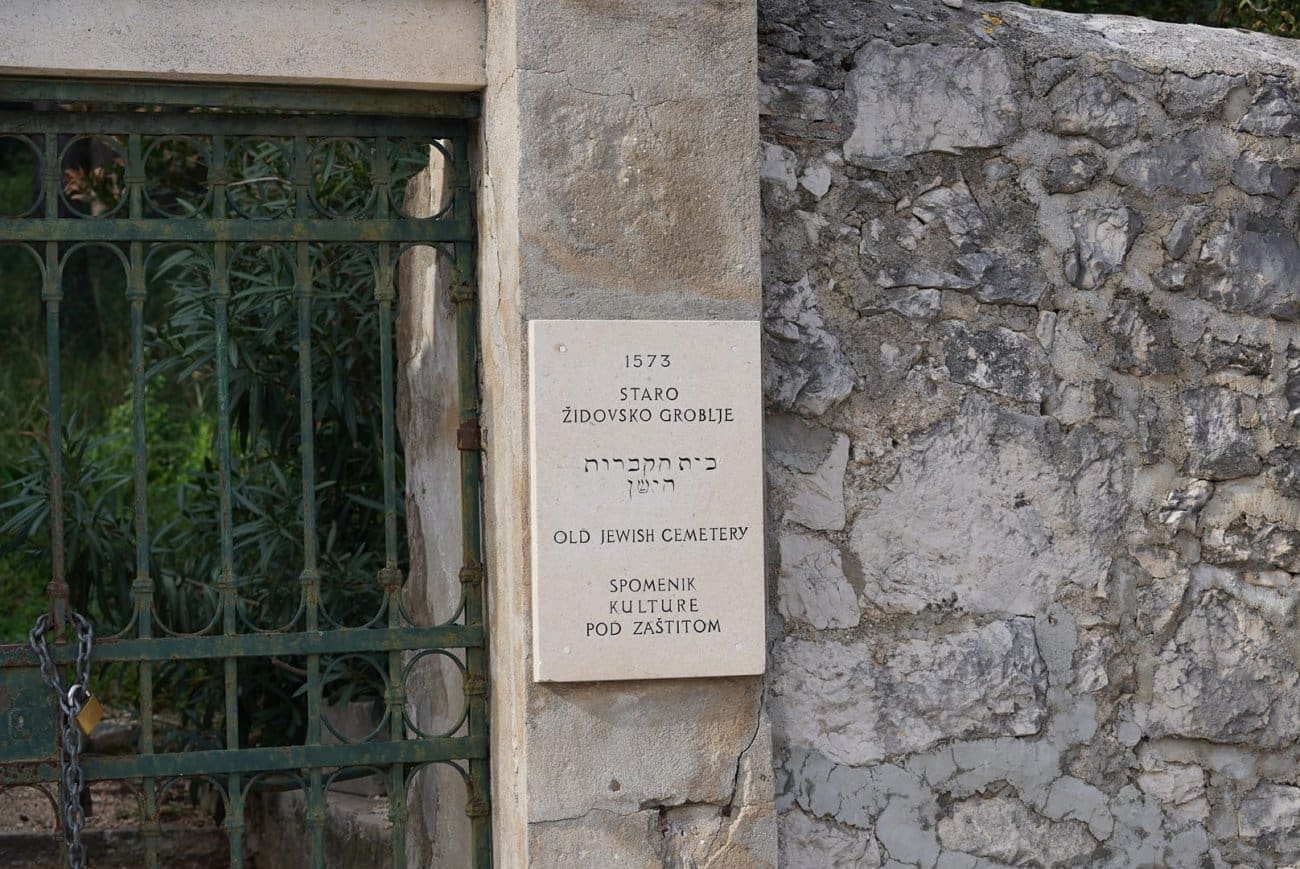 1573
STARO
ŽIDOVSKO GROBLJE
בית הקברות
הישן
OLD JEWISH CEMETERY
SPOMENIK
KULTURE
POD ZAŠTITOM